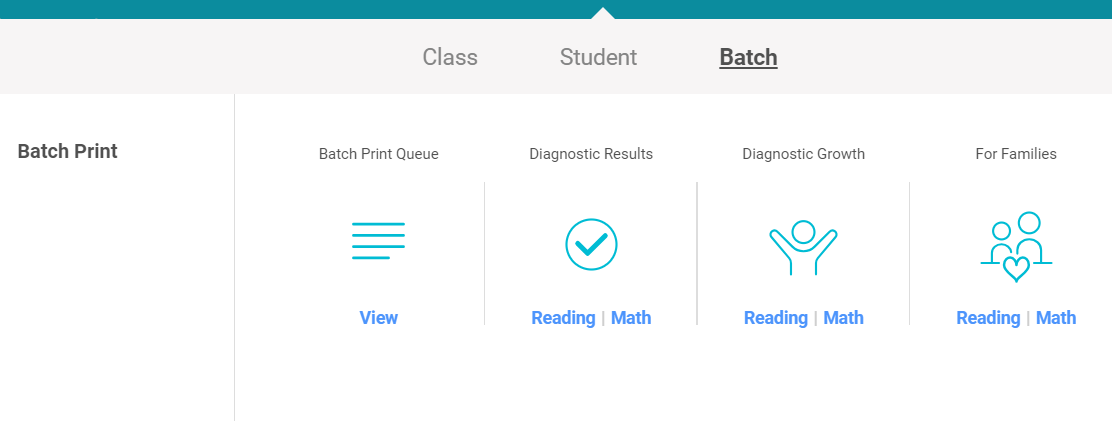 Class Student Batch
Batch Print
Batch Print Queue Diagnostic Results Diagnostic Growth For Families
View Reading | Math Reading | Math Reading | Math